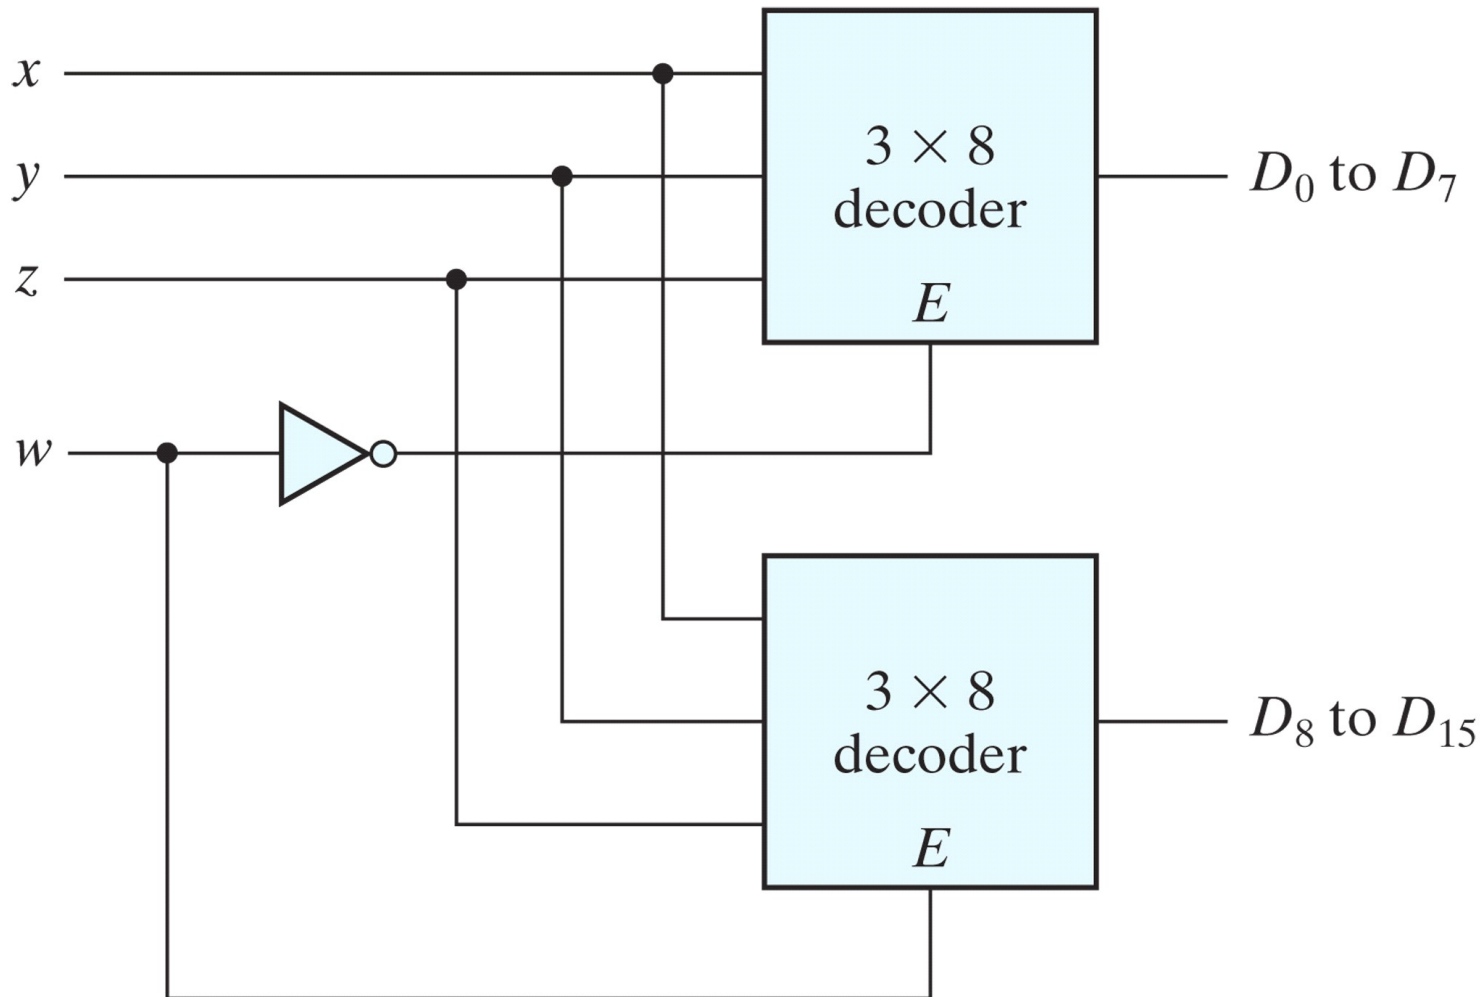 x
3 × 8
y
decoder
D₀ to D₇
z
E
w
3 × 8
decoder
D₈ to D₁₅
E